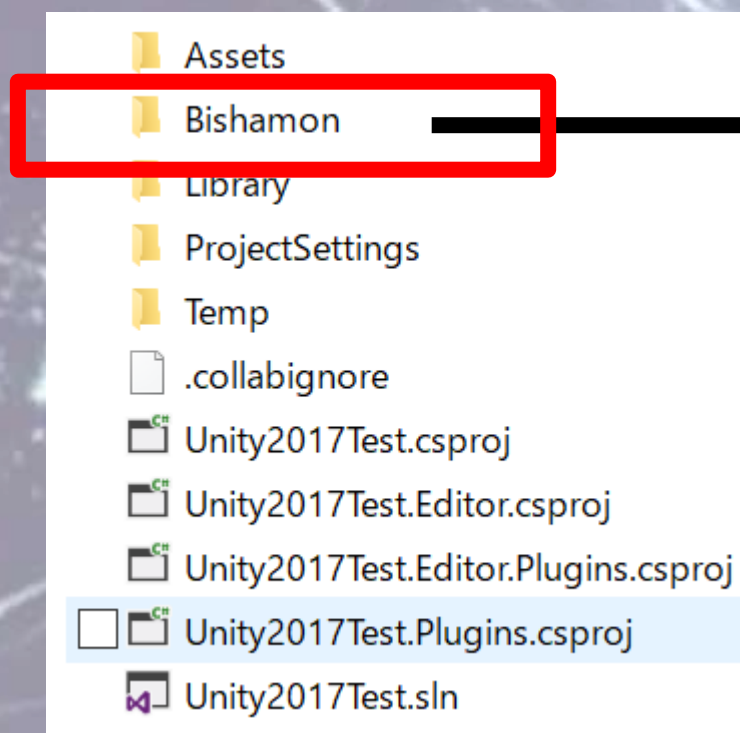 Assets
Bishamon
Library
ProjectSettings
Temp
.collabignore
Unity2017Test.csproj
Unity2017Test.Editor.csproj
Unity2017Test.Editor.Plugins.csproj
Unity2017Test.Plugins.csproj
Unity2017Test.sln